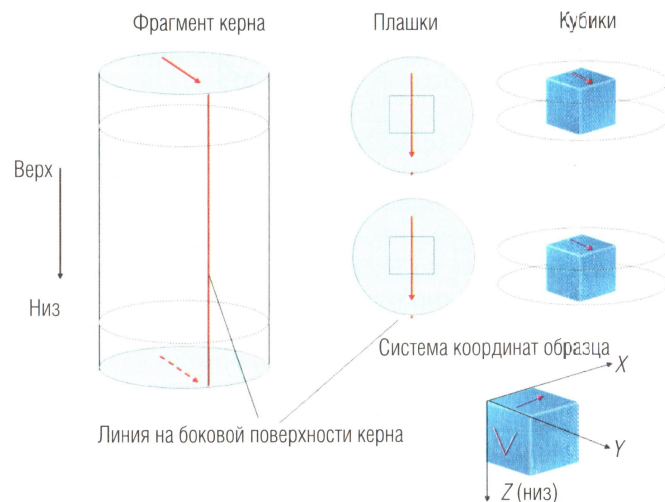 Фрагмент керна
Плашки
Кубики
Верх
Низ
Система координат образца
X
Линия на боковой поверхности керна
V
Y
Z (низ)